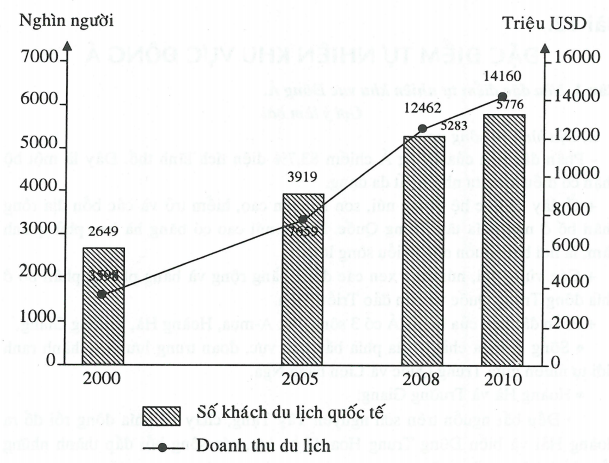 Nghìn người Triệu USD
7000 16000
14160 14000
6000 5776
12462 5283 12000
5000
10000
4000 3919
8000
7659
3000 6000
2649
2000 3598 4000
1000 2000
0 0
2000 2005 2008 2010
Số khách du lịch quốc tế
Doanh thu du lịch